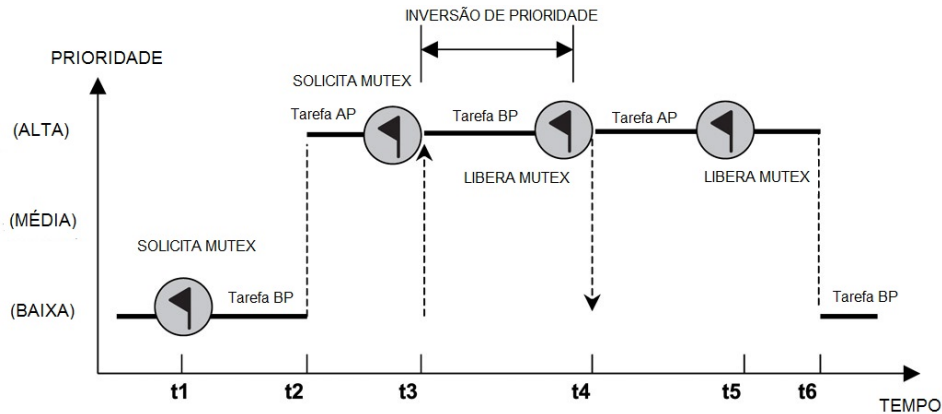 INVERSÃO DE PRIORIDADE
PRIORIDADE
SOLICITA MUTEX
Tarefa AP
Tarefa BP
Tarefa AP
(ALTA)
LIBERA MUTEX
LIBERA MUTEX
(MÉDIA)
SOLICITA MUTEX
Tarefa BP
Tarefa BP
(BAIXA)
t1
t2
t3
t4
t5
t6
TEMPO